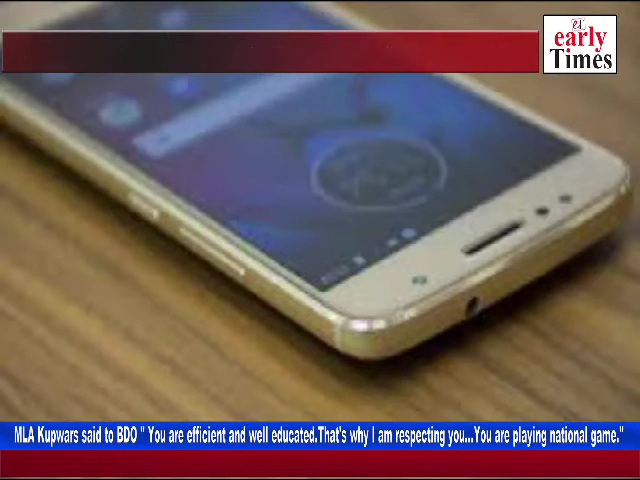 early
Times
MLA Kupwars said to BDO " You are efficient and well educated.That's why I am respecting you...You are playing national game."